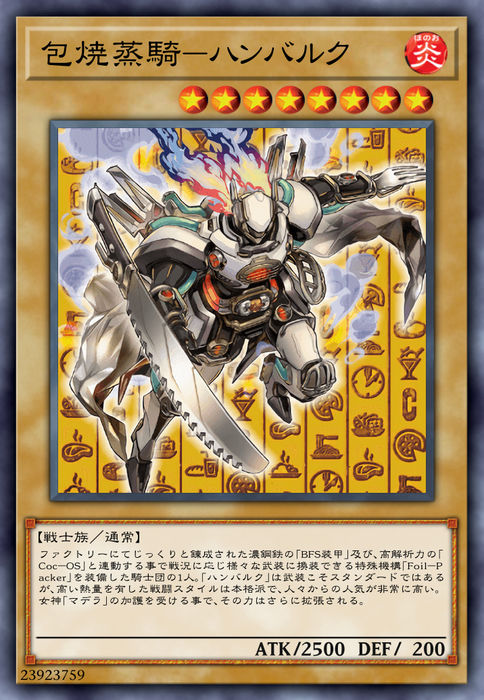 包焼蒸騎－ハンバルク
ほのお
炎
【戦士族／通常】
ファクトリーにてじっくりと錬成された濃鋼鉄の「BFS装甲」及び、高解析力の
「Coc－OS」と連動する事で戦況に応じ様々な武装に換装できる特殊機構「Foil－P
acker」を装備した騎士団の1人。「ハンバルク」は武装こそスタンダードではある
が、高い熱量を有した戦闘スタイルは本格派で、人々からの人気が非常に高い。
女神「マデラ」の加護を受ける事で、その力はさらに拡張される。
ATK/2500 DEF/ 200
23923759